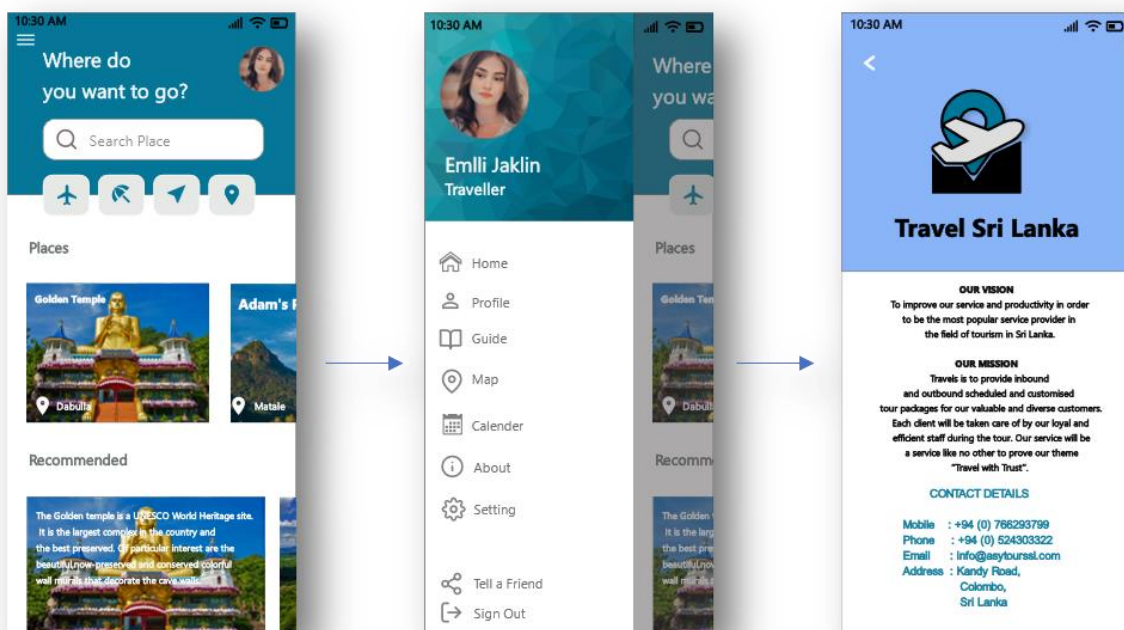 10:30 AM
Where do
you want to go?
Search Place
Places
Golden Temple
Dabulla
Adam's P
Matale
Recommended
The Golden temple is a UNESCO World Heritage site.
It is the largest complex in the country and
the best preserved. Of particular interest are the
beautiful,now-preserved and conserved colorful
wall murals that decorate the cave walls.
10:30 AM
Emlli Jaklin
Traveller
Home
Profile
Guide
Map
Calender
About
Setting
Tell a Friend
Sign Out
Where
you wa
Places
Golden Ten
Dabull
Recomm
The Golden t
It is the larg
the best pre
beautiful,nov
wall murals t
10:30 AM
Travel Sri Lanka
OUR VISION
To improve our service and productivity in order
to be the most popular service provider in
the field of tourism in Sri Lanka.
OUR MISSION
Travels is to provide inbound
and outbound scheduled and customised
tour packages for our valuable and diverse customers.
Each client will be taken care of by our loyal and
efficient staff during the tour. Our service will be
a service like no other to prove our theme
"Travel with Trust".
CONTACT DETAILS
Mobile : +94 (0) 766293799
Phone : +94 (0) 524303322
Email : info@asytourssl.com
Address : Kandy Road,
Colombo,
Sri Lanka